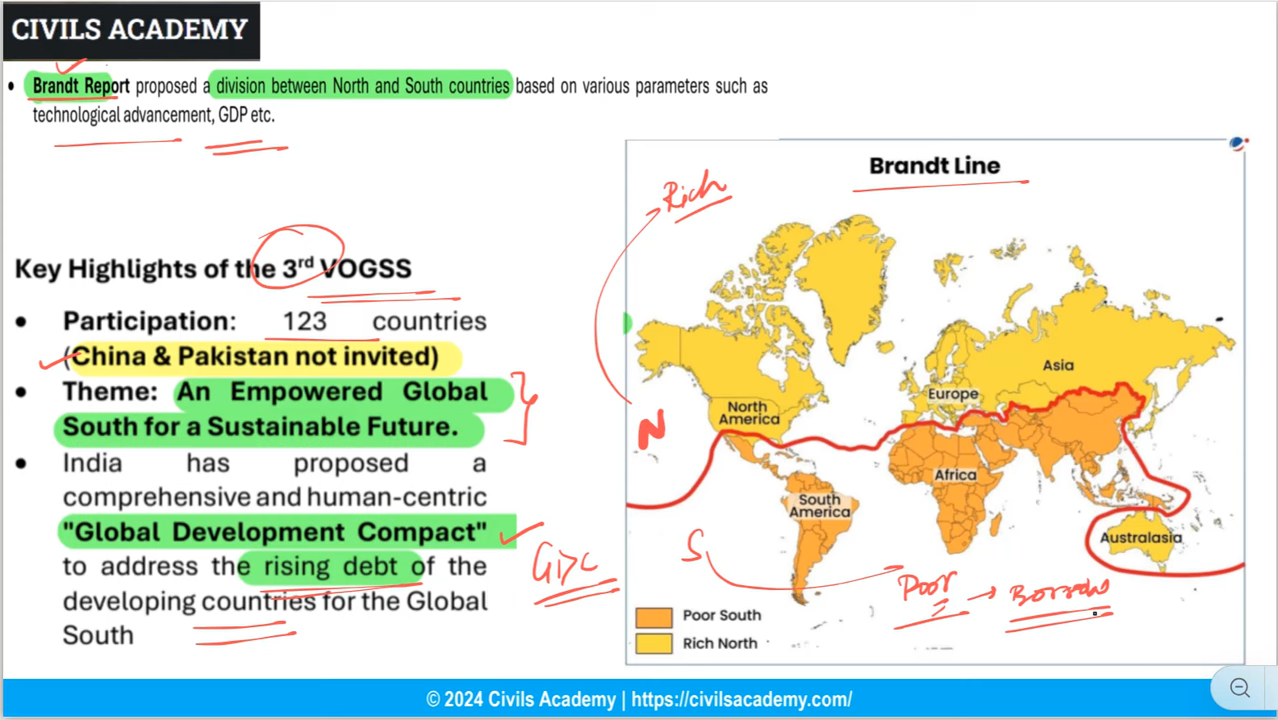 CIVILS ACADEMY
• Brandt Report proposed a division between North and South countries based on various parameters such as
technological advancement, GDP etc.
Brandt Line
Rich
Key Highlights of the 3rd VOGSS
• Participation: 123 countries
(China & Pakistan not invited)
• Theme: An Empowered Global
South for a Sustainable Future.
• India has proposed a
comprehensive and human-centric
"Global Development Compact"
to address the rising debt of the
developing countries for the Global
South
GDC
N
Asia
Europe
North
America
Africa
South
America
Australasia
S
Poor → Borrow
Poor South
Rich North
© 2024 Civils Academy | https://civilsacademy.com/